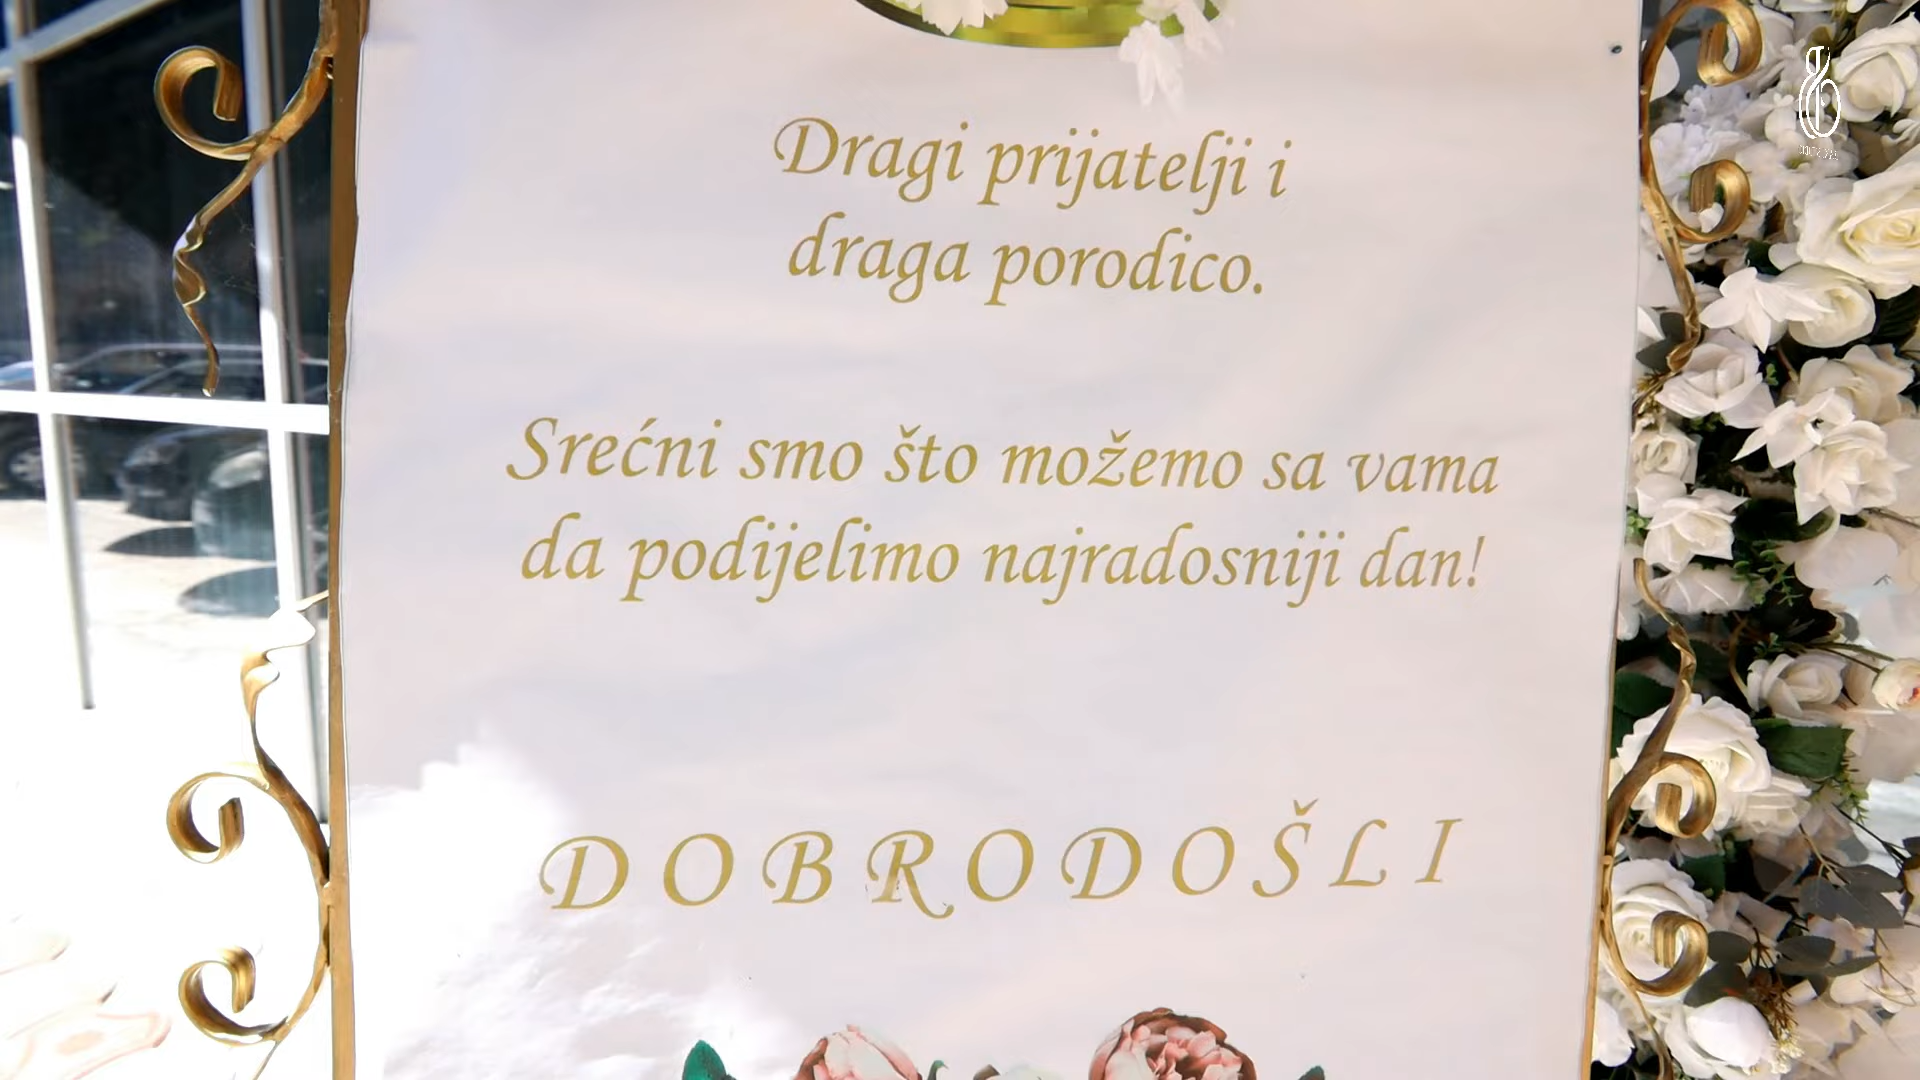 Dragi prijatelji i
draga porodico.
Srećni smo što možemo sa vama
da podijelimo najradosniji dan!
DOBRODOŠLI